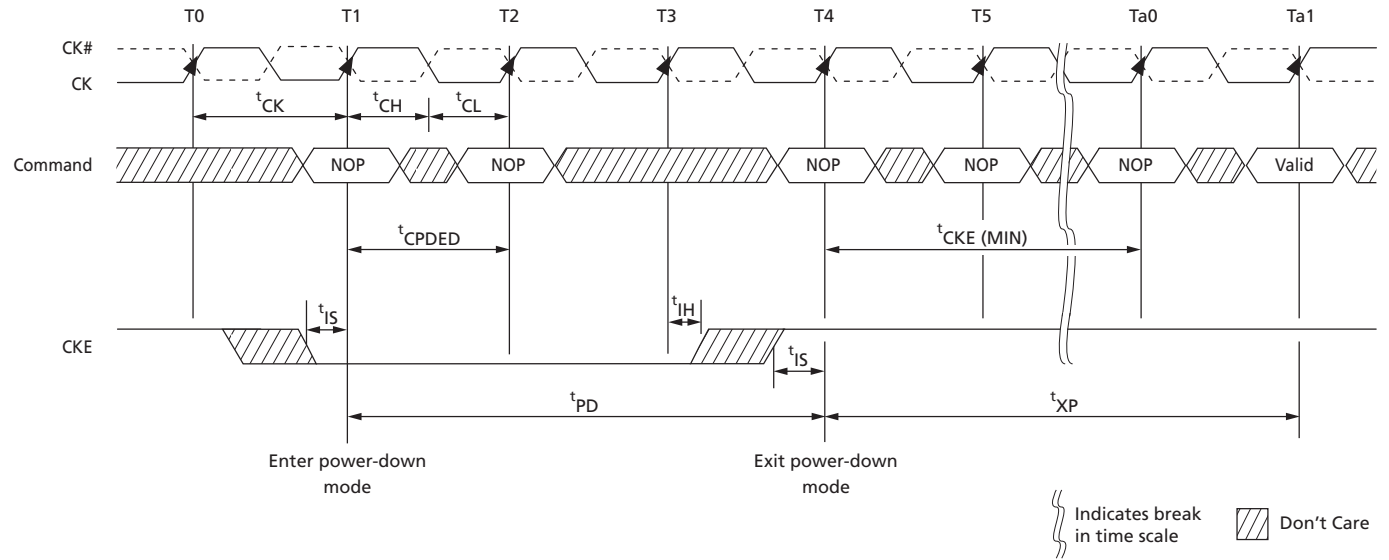 T0 T1 T2 T3 T4 T5 Ta0 Ta1
CK#
CK
tCK tCH tCL
Command NOP NOP NOP NOP NOP Valid
tCPDED tCKE (MIN)
tIS tIH
CKE
tIS
tPD tXP
Enter power-down
mode
Exit power-down
mode
Indicates break
in time scale
Don't Care